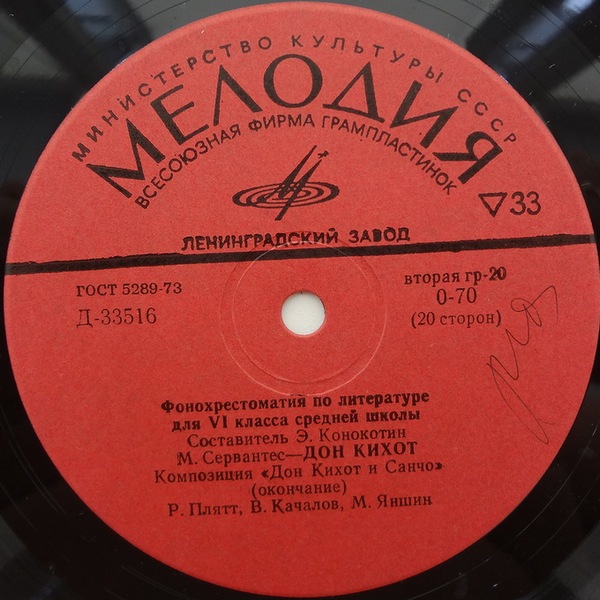 МИНИСТЕРСТВО КУЛЬТУРЫ СССР
МЕЛОДИЯ
ВСЕСОЮЗНАЯ ФИРМА ГРАМПЛАСТИНОК
33
ЛЕНИНГРАДСКИЙ ЗАВОД
ГОСТ 5289-73
Д-33516
вторая гр-20
0-70
(20 сторон)
Фонохрестоматия по литературе
для VI класса средней школы
Составитель Э. Конокотин
М. Сервантес—ДОН КИХОТ
Композиция «Дон Кихот и Санчо»
(окончание)
Р. Плятт, В. Качалов, М. Яншин